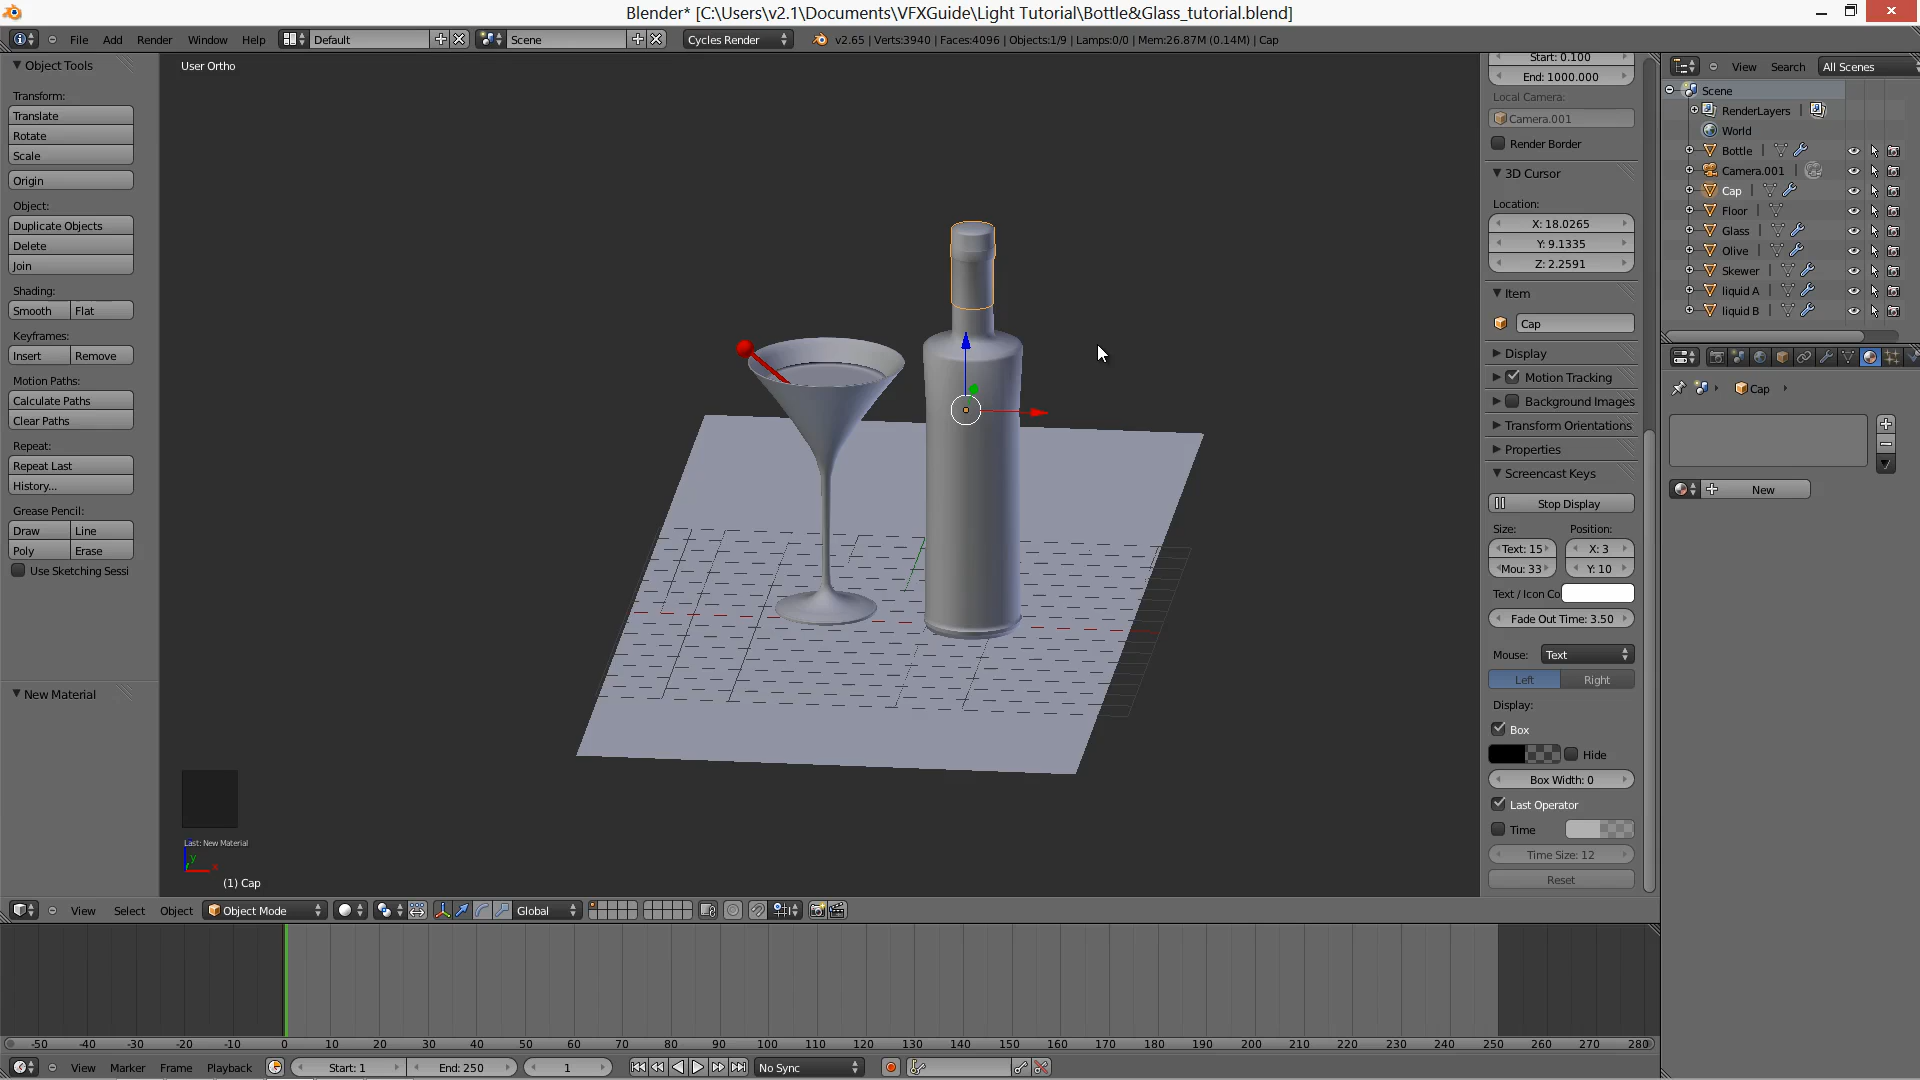 Blender* [C:\Users\v2.1\Documents\VFXGuide\Light Tutorial\Bottle&Glass_tutorial.blend]
File Add Render Window Help Default Scene Cycles Render v2.65 | Verts:3940 | Faces:4096 | Objects:1/9 | Lamps:0/0 | Mem:26.87M (0.14M) | Cap
Object Tools
Transform:
Translate
Rotate
Scale
Origin
Object:
Duplicate Objects
Delete
Join
Shading:
Smooth Flat
Keyframes:
Insert Remove
Motion Paths:
Calculate Paths
Clear Paths
Repeat:
Repeat Last
History...
Grease Pencil:
Draw Line
Poly Erase
Use Sketching Sessi
New Material
User Ortho
Last: New Material
y
x
(1) Cap
Start: 0.100
End: 1000.000
Local Camera:
Camera.001
Render Border
3D Cursor
Location:
X: 18.0265
Y: 9.1335
Z: 2.2591
Item
Cap
Display
Motion Tracking
Background Images
Transform Orientations
Properties
Screencast Keys
Stop Display
Size: Position:
Text: 15 X: 3
Mou: 33 Y: 10
Text / Icon Co
Fade Out Time: 3.50
Mouse: Text
Left Right
Display:
Box
Hide
Box Width: 0
Last Operator
Time
Time Size: 12
Reset
View Search All Scenes
Scene
RenderLayers
World
Bottle
Camera.001
Cap
Floor
Glass
Olive
Skewer
liquid A
liquid B
Cap
New
View Select Object Object Mode Global
-50 -40 -30 -20 -10 0 10 20 30 40 50 60 70 80 90 100 110 120 130 140 150 160 170 180 190 200 210 220 230 240 250 260 270 280
View Marker Frame Playback Start: 1 End: 250 1 No Sync